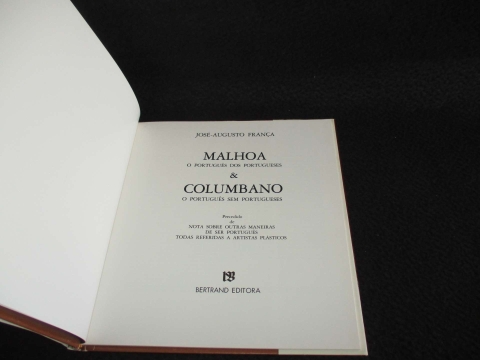 JOSÉ-AUGUSTO FRANÇA
MALHOA
O PORTUGUÊS DOS PORTUGUESES
&
COLUMBANO
O PORTUGUÊS SEM PORTUGUESES
Precedido
de
NOTA SOBRE OUTRAS MANEIRAS
DE SER PORTUGUÊS
TODAS REFERIDAS A ARTISTAS PLÁSTICOS
BERTRAND EDITORA